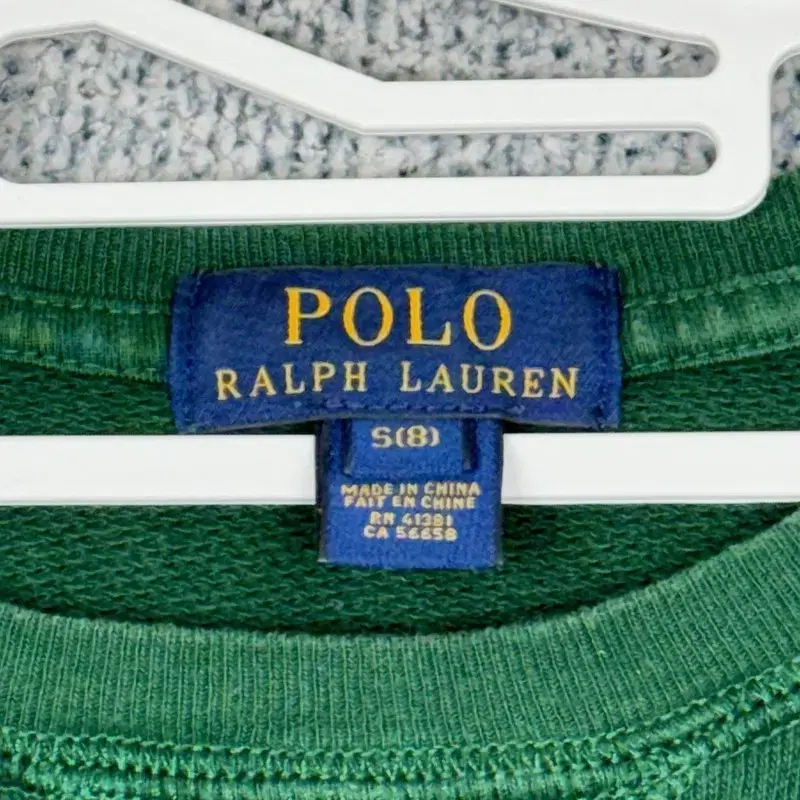 POLO
RALPH LAUREN
S(8)
MADE IN CHINA
FAIT EN CHINE
RN 41381
CA 56658